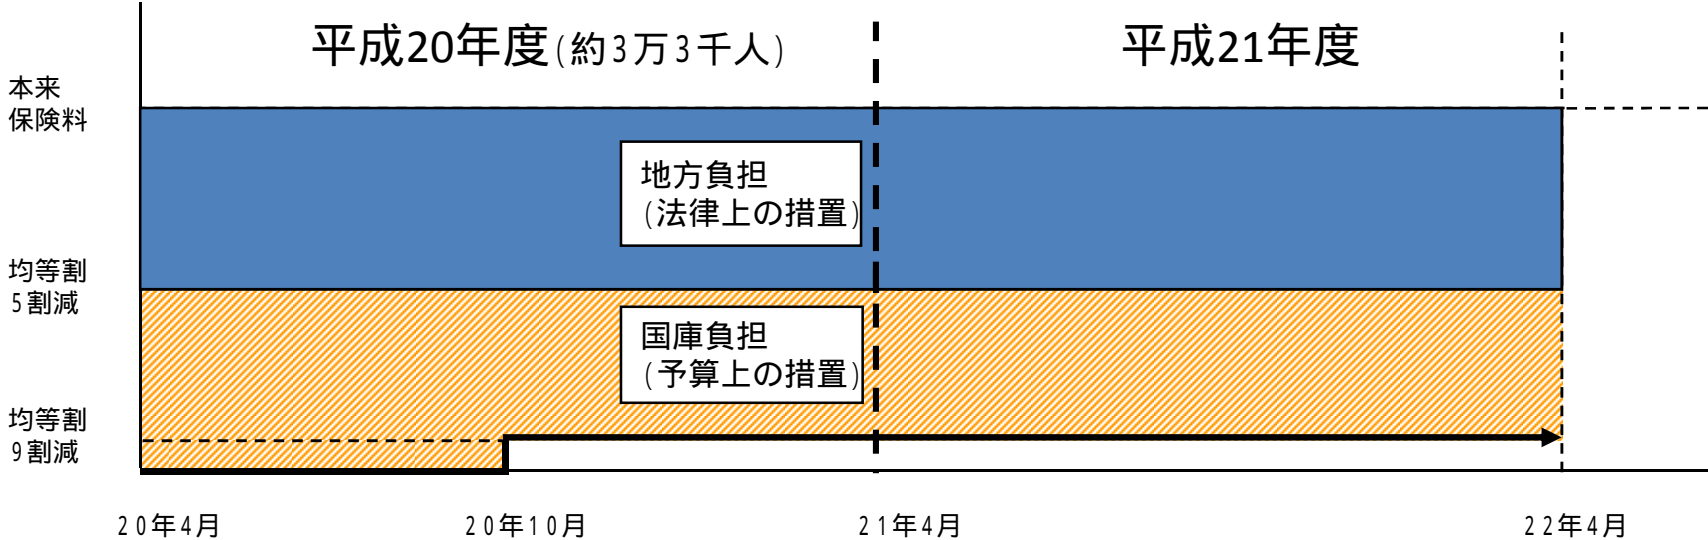 平成20年度(約3万3千人)
平成21年度
本来
保険料
地方負担
(法律上の措置)
均等割
5割減
国庫負担
(予算上の措置)
均等割
9割減
20年4月
20年10月
21年4月
22年4月